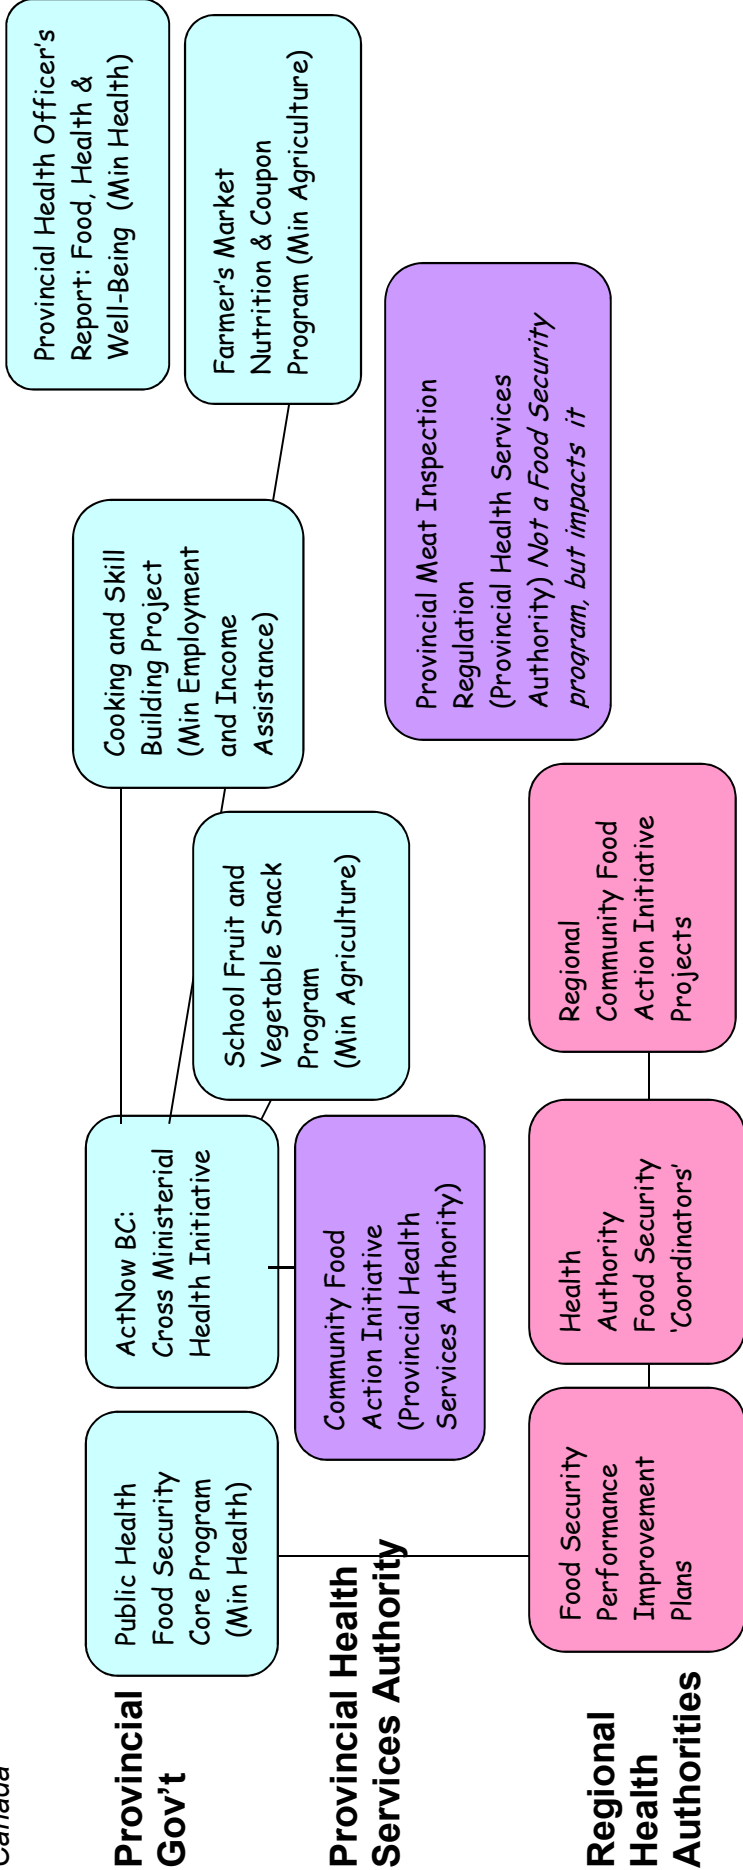 Canada
Provincial
Gov't
Public Health
Food Security
Core Program
(Min Health)
ActNow BC:
Cross Ministerial
Health Initiative
Cooking and Skill
Building Project
(Min Employment
and Income
Assistance)
Provincial Health Officer's
Report: Food, Health &
Well-Being (Min Health)
School Fruit and
Vegetable Snack
Program
(Min Agriculture)
Farmer's Market
Nutrition & Coupon
Program (Min Agriculture)
Provincial Health
Services Authority
Community Food
Action Initiative
(Provincial Health
Services Authority)
Provincial Meat Inspection
Regulation
(Provincial Health Services
Authority) Not a Food Security
program, but impacts it
Regional
Health
Authorities
Food Security
Performance
Improvement
Plans
Health
Authority
Food Security
'Coordinators'
Regional
Community Food
Action Initiative
Projects